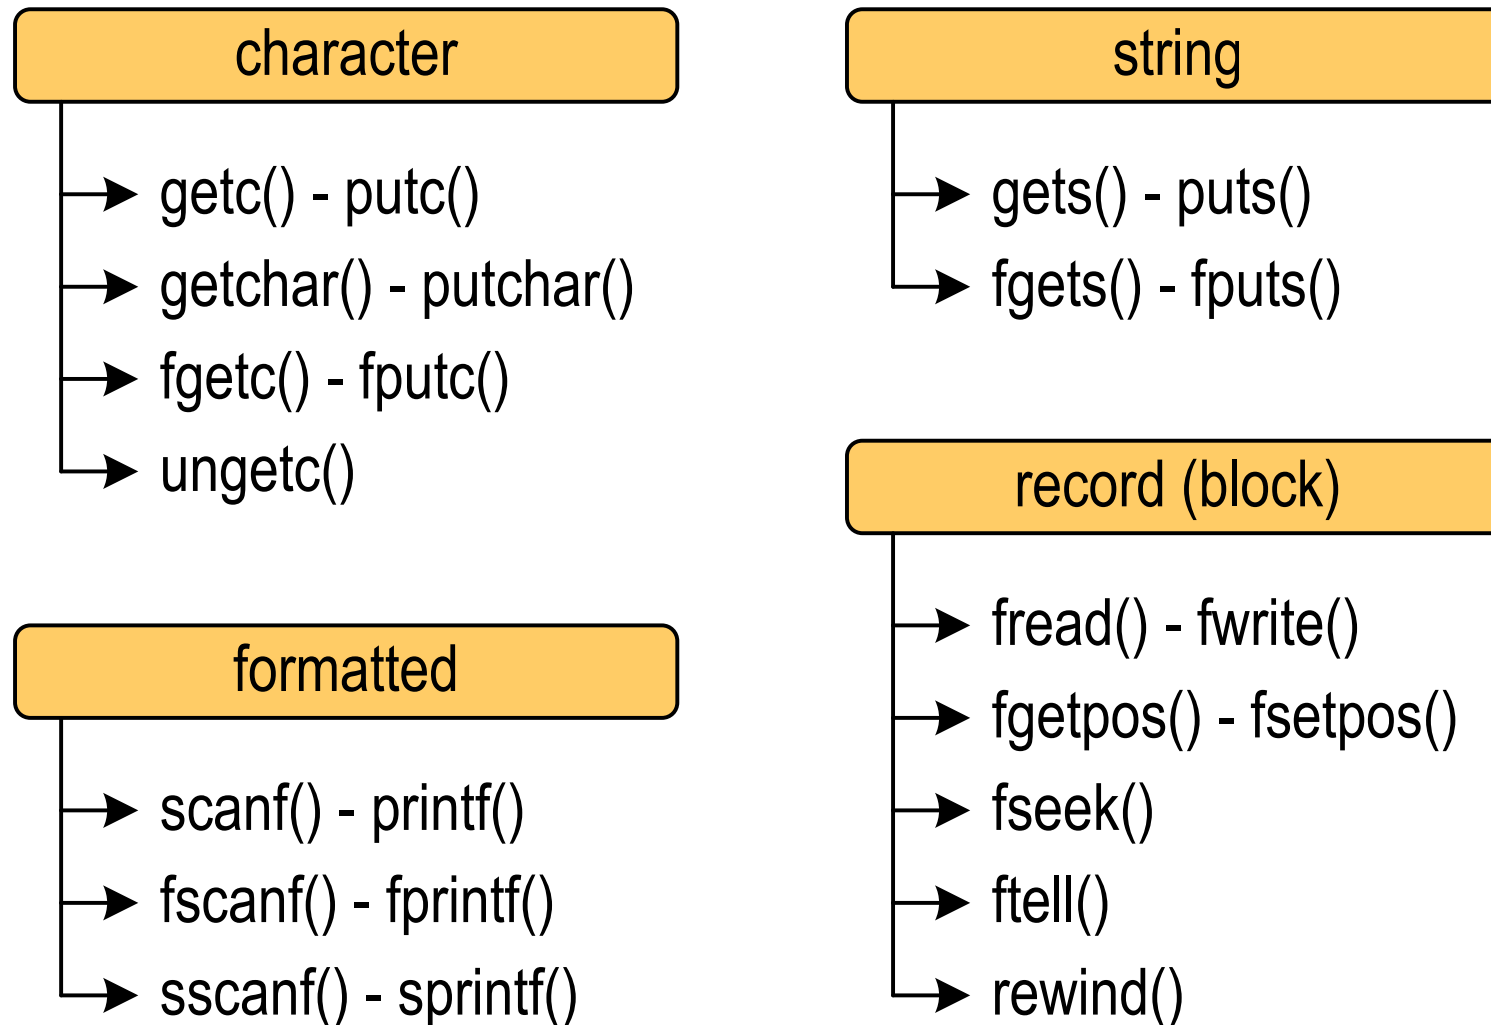 character
getc() - putc()
getchar() - putchar()
fgetc() - fputc()
ungetc()
formatted
scanf() - printf()
fscanf() - fprintf()
sscanf() - sprintf()
string
gets() - puts()
fgets() - fputs()
record (block)
fread() - fwrite()
fgetpos() - fsetpos()
fseek()
ftell()
rewind()